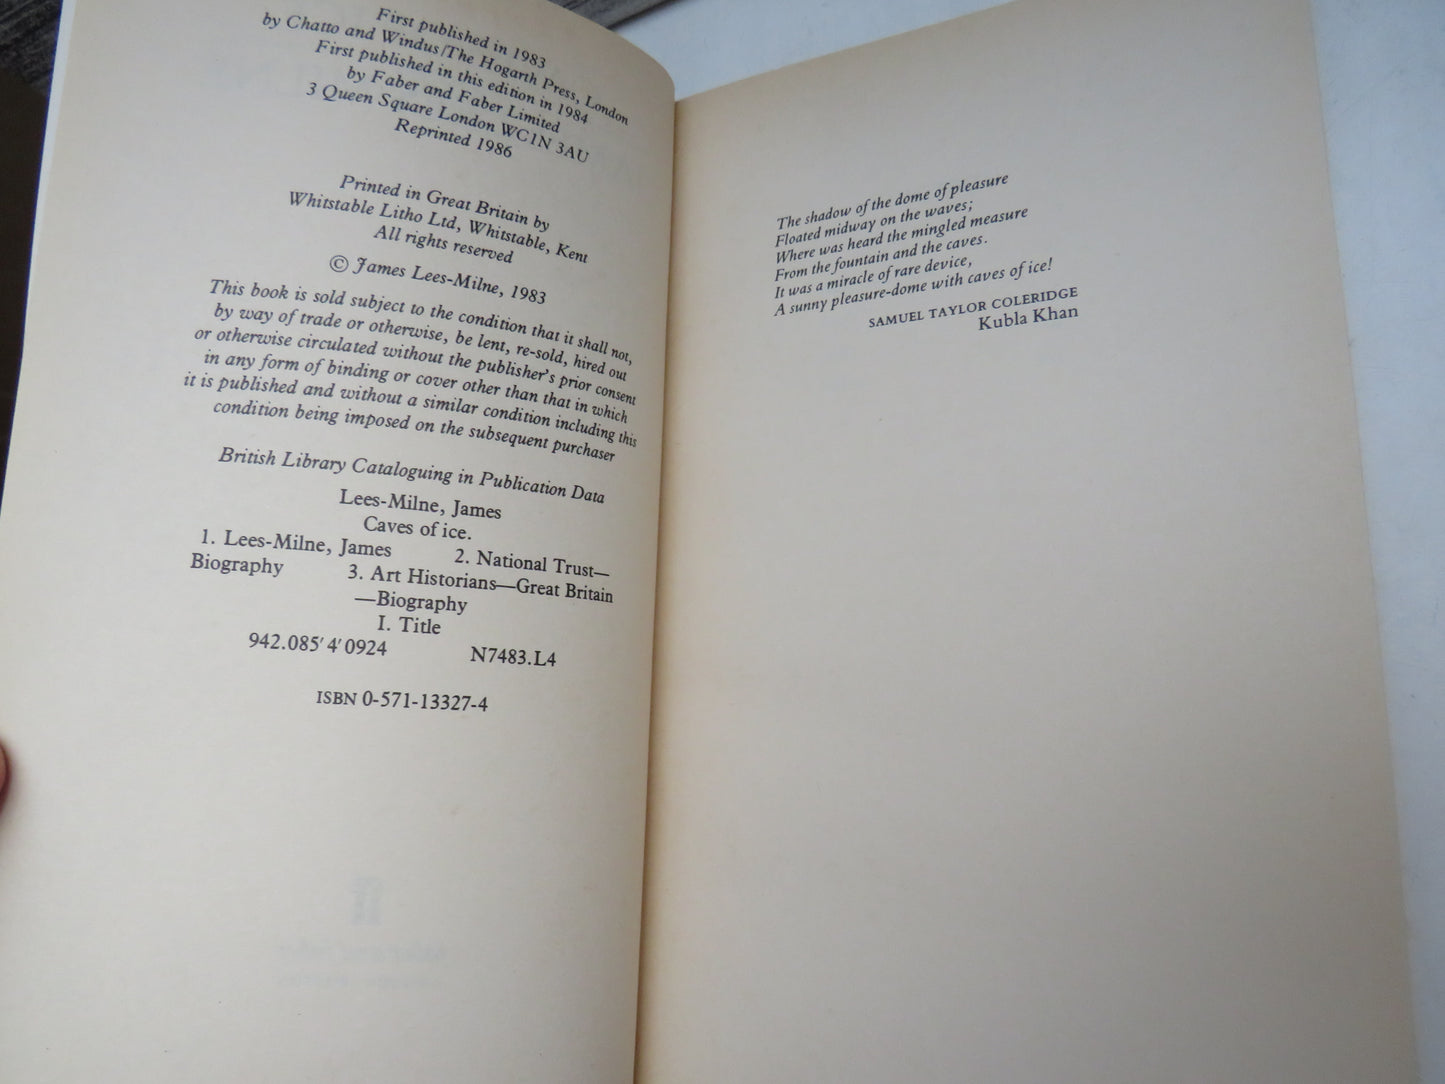 First published in 1983
by Chatto and Windus/The Hogarth Press, London
First published in this edition in 1984
by Faber and Faber Limited
3 Queen Square London WC1N 3AU
Reprinted 1986
Printed in Great Britain by
Whitstable Litho Ltd, Whitstable, Kent
All rights reserved
© James Lees-Milne, 1983
This book is sold subject to the condition that it shall not,
by way of trade or otherwise, be lent, re-sold, hired out
or otherwise circulated without the publisher's prior consent
in any form of binding or cover other than that in which
it is published and without a similar condition including this
condition being imposed on the subsequent purchaser
British Library Cataloguing in Publication Data
Lees-Milne, James
Caves of ice.
1. Lees-Milne, James 2. National Trust—
Biography 3. Art Historians—Great Britain
—Biography
I. Title
942.085'4'0924 N7483.L4
ISBN 0-571-13327-4
The shadow of the dome of pleasure
Floated midway on the waves;
Where was heard the mingled measure
From the fountain and the caves.
It was a miracle of rare device,
A sunny pleasure-dome with caves of ice!
SAMUEL TAYLOR COLERIDGE
Kubla Khan